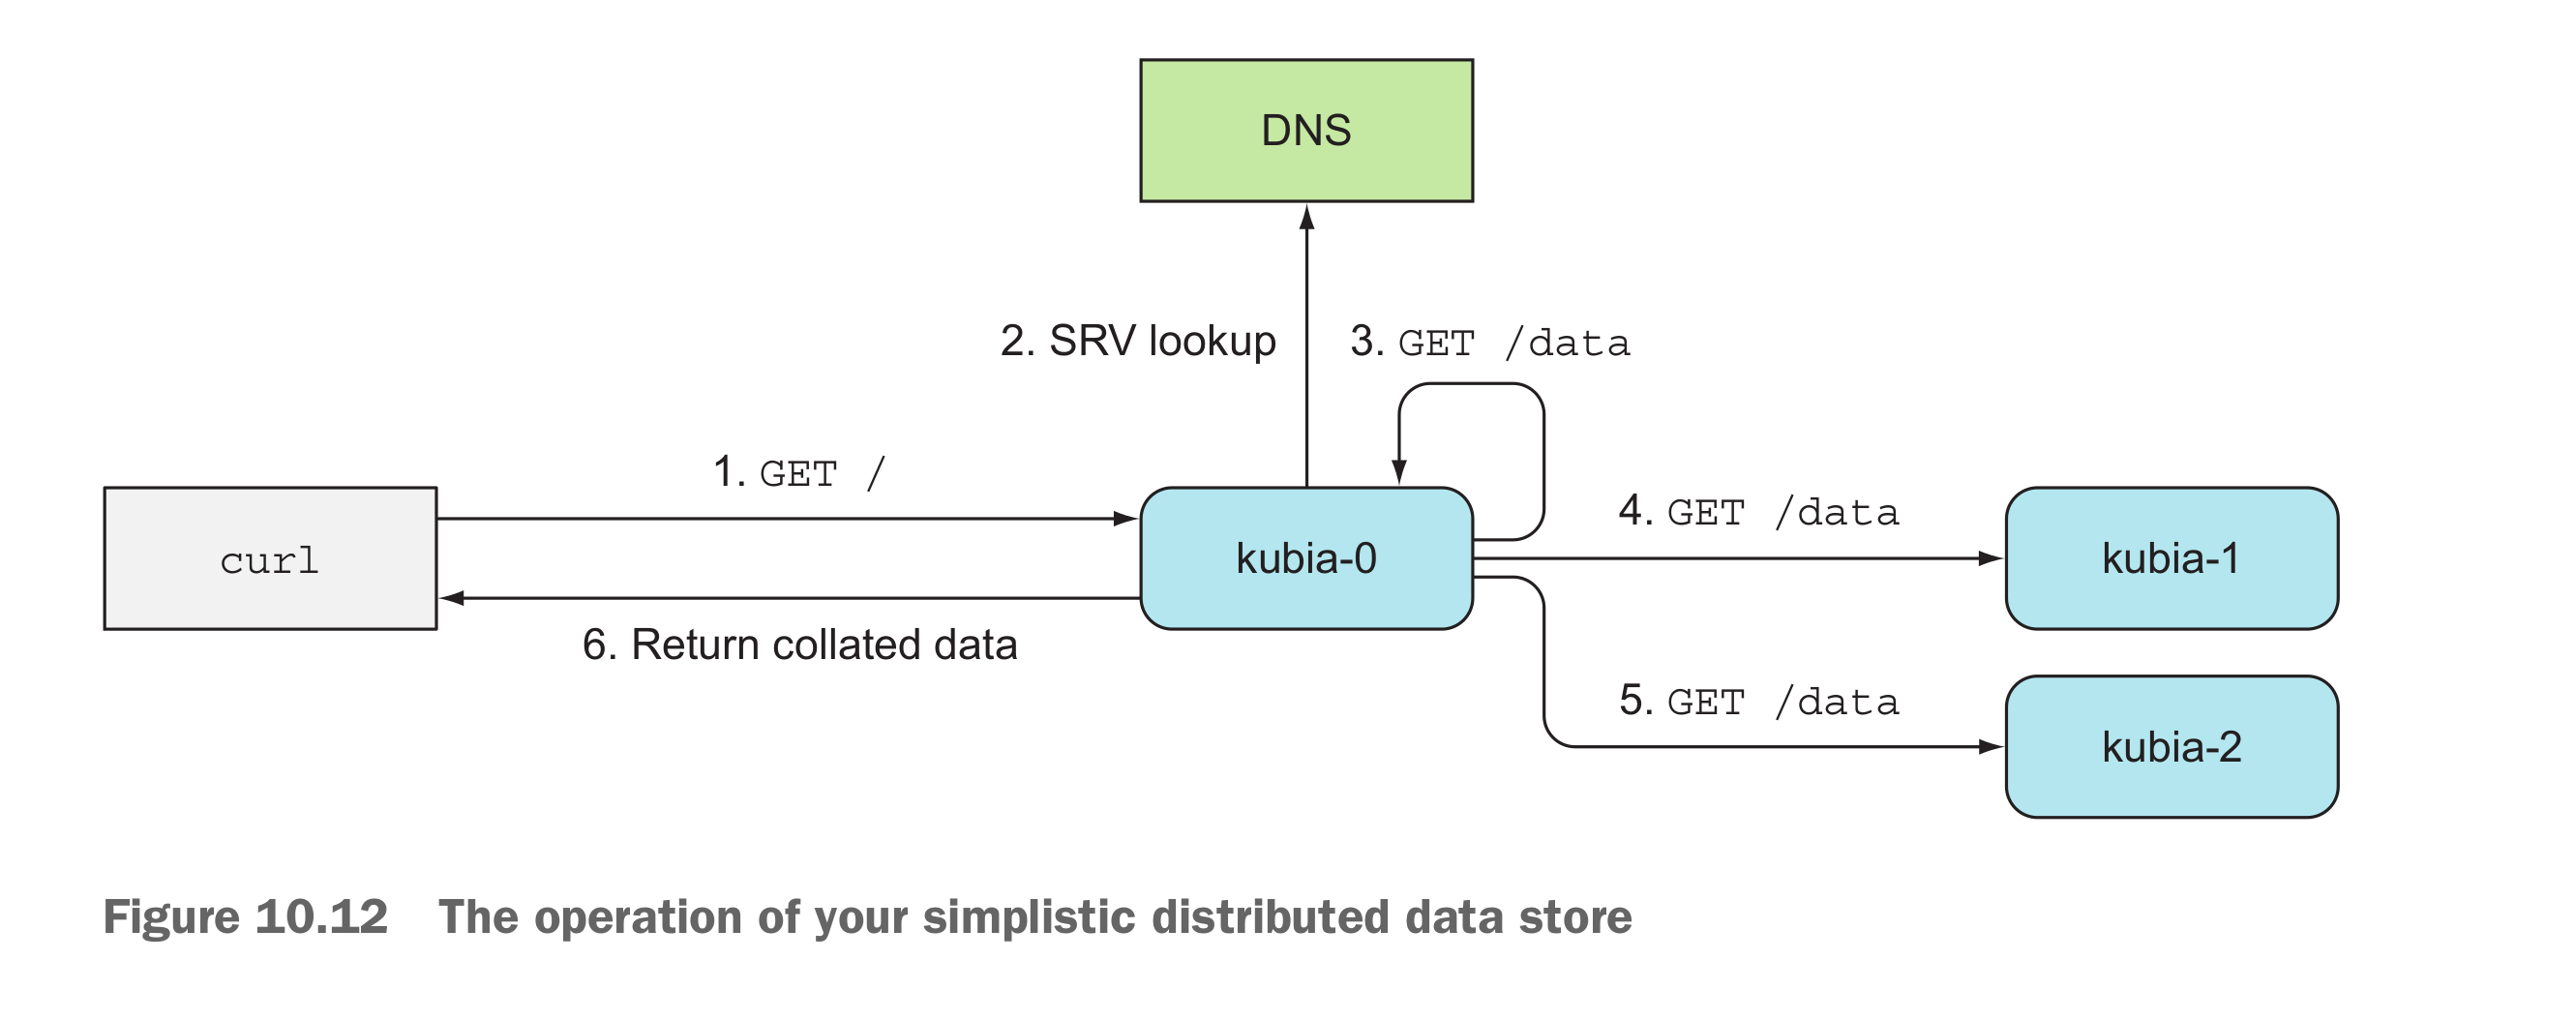 DNS
2. SRV lookup
3. GET /data
1. GET /
4. GET /data
curl
kubia-0
kubia-1
6. Return collated data
5. GET /data
kubia-2
Figure 10.12 The operation of your simplistic distributed data store